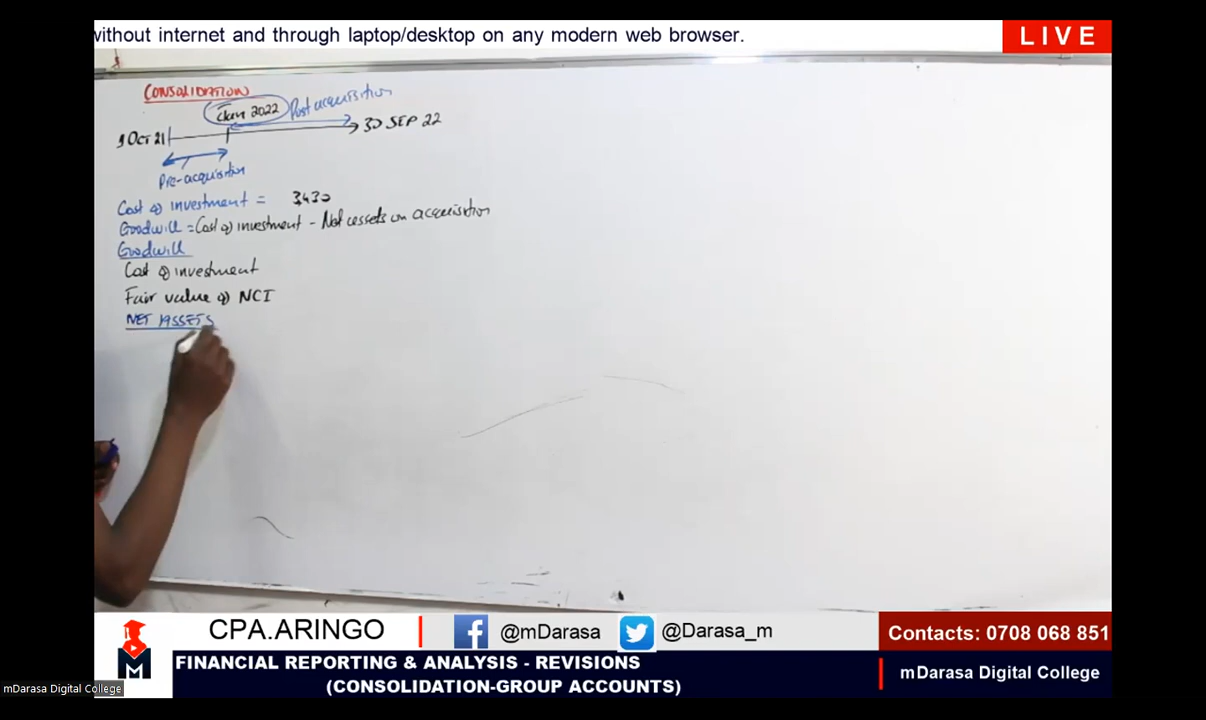 without internet and through laptop/desktop on any modern web browser.
LIVE
CONSOLIDATION
Jan 2022 Post acquisition
1 Oct 21 30 SEP 22
Pre-acquisition
Cost of investment = 3430
Goodwill = Cost of investment - Net assets on acquisition
Goodwill
Cost of investment
Fair value of NCI
NET ASSETS
CPA.ARINGO
@mDarasa
@Darasa_m
Contacts: 0708 068 851
FINANCIAL REPORTING & ANALYSIS - REVISIONS
(CONSOLIDATION-GROUP ACCOUNTS)
mDarasa Digital College
mDarasa Digital College